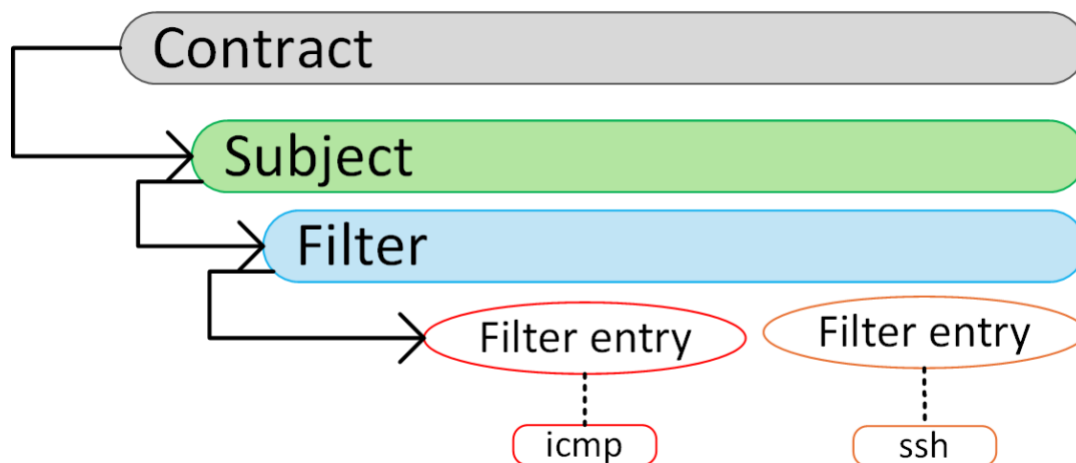 Contract
Subject
Filter
Filter entry
Filter entry
icmp
ssh